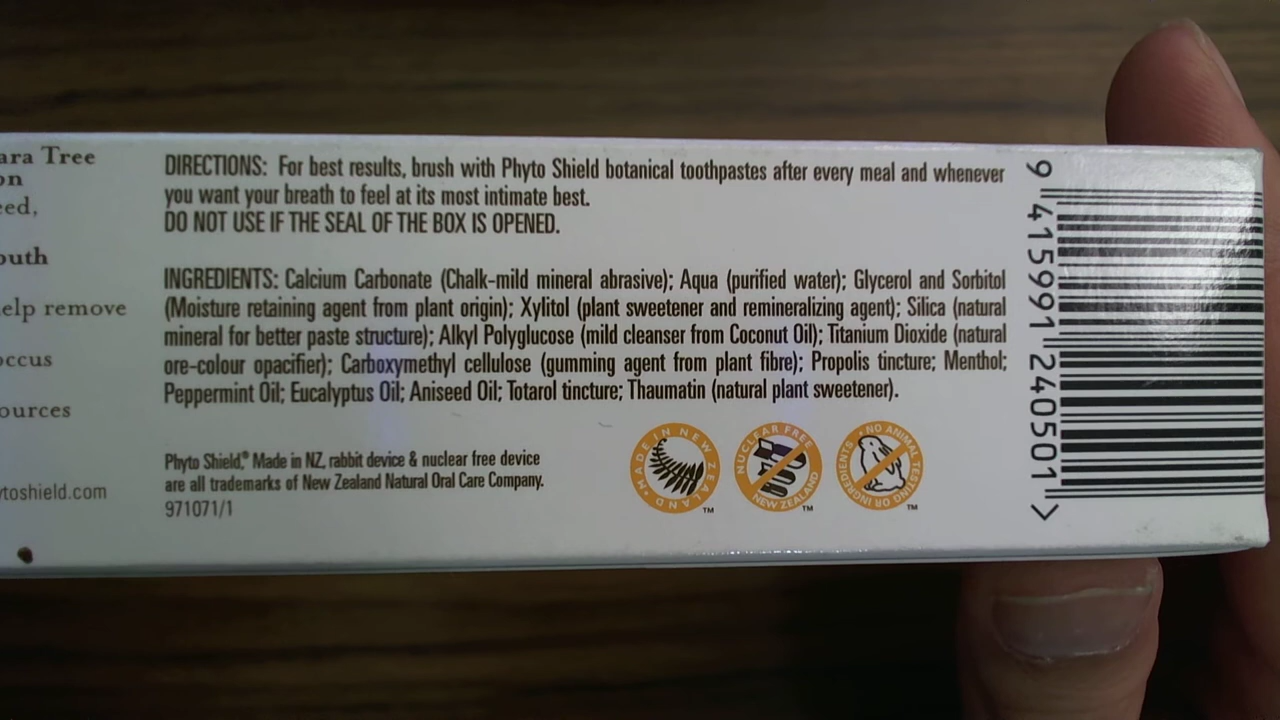 ara Tree
on
eed,
outh
elp remove
occus
ources
ytoshield.com
DIRECTIONS: For best results, brush with Phyto Shield botanical toothpastes after every meal and whenever
you want your breath to feel at its most intimate best.
DO NOT USE IF THE SEAL OF THE BOX IS OPENED.
INGREDIENTS: Calcium Carbonate (Chalk-mild mineral abrasive); Aqua (purified water); Glycerol and Sorbitol
(Moisture retaining agent from plant origin); Xylitol (plant sweetener and remineralizing agent); Silica (natural
mineral for better paste structure); Alkyl Polyglucose (mild cleanser from Coconut Oil); Titanium Dioxide (natural
ore-colour opacifier); Carboxymethyl cellulose (gumming agent from plant fibre); Propolis tincture; Menthol;
Peppermint Oil; Eucalyptus Oil; Aniseed Oil; Totarol tincture; Thaumatin (natural plant sweetener).
Phyto Shield,® Made in NZ, rabbit device & nuclear free device
are all trademarks of New Zealand Natural Oral Care Company.
971071/1
MADE IN NEW ZEALAND • TM
NUCLEAR FREE NEW ZEALAND TM
• NO ANIMAL TESTING OR INGREDIENTS TM
9 415991 240501 >